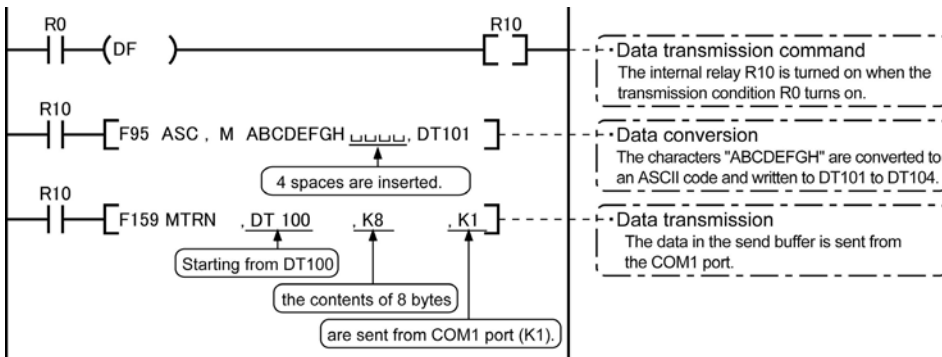 R0
(DF )
R10
Data transmission command
The internal relay R10 is turned on when the
transmission condition R0 turns on.
R10
F95 ASC , M ABCDEFGH␣␣␣␣, DT101
4 spaces are inserted.
Data conversion
The characters "ABCDEFGH" are converted to
an ASCII code and written to DT101 to DT104.
R10
F159 MTRN , DT 100 , K8 , K1
Starting from DT100
the contents of 8 bytes
are sent from COM1 port (K1).
Data transmission
The data in the send buffer is sent from
the COM1 port.